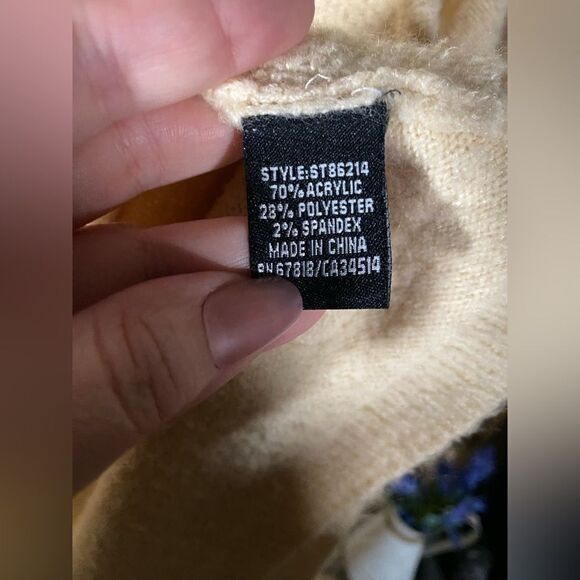 STYLE:ST86214
70% ACRYLIC
28% POLYESTER
2% SPANDEX
MADE IN CHINA
RN 67818/CA34514